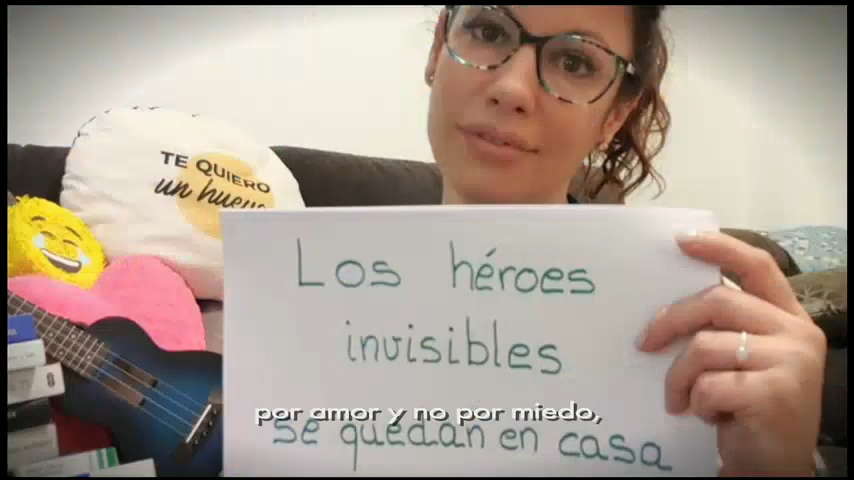 TE QUIERO
un huevo
Los héroes
invisibles
por amor y no por miedo,
se quedan en casa